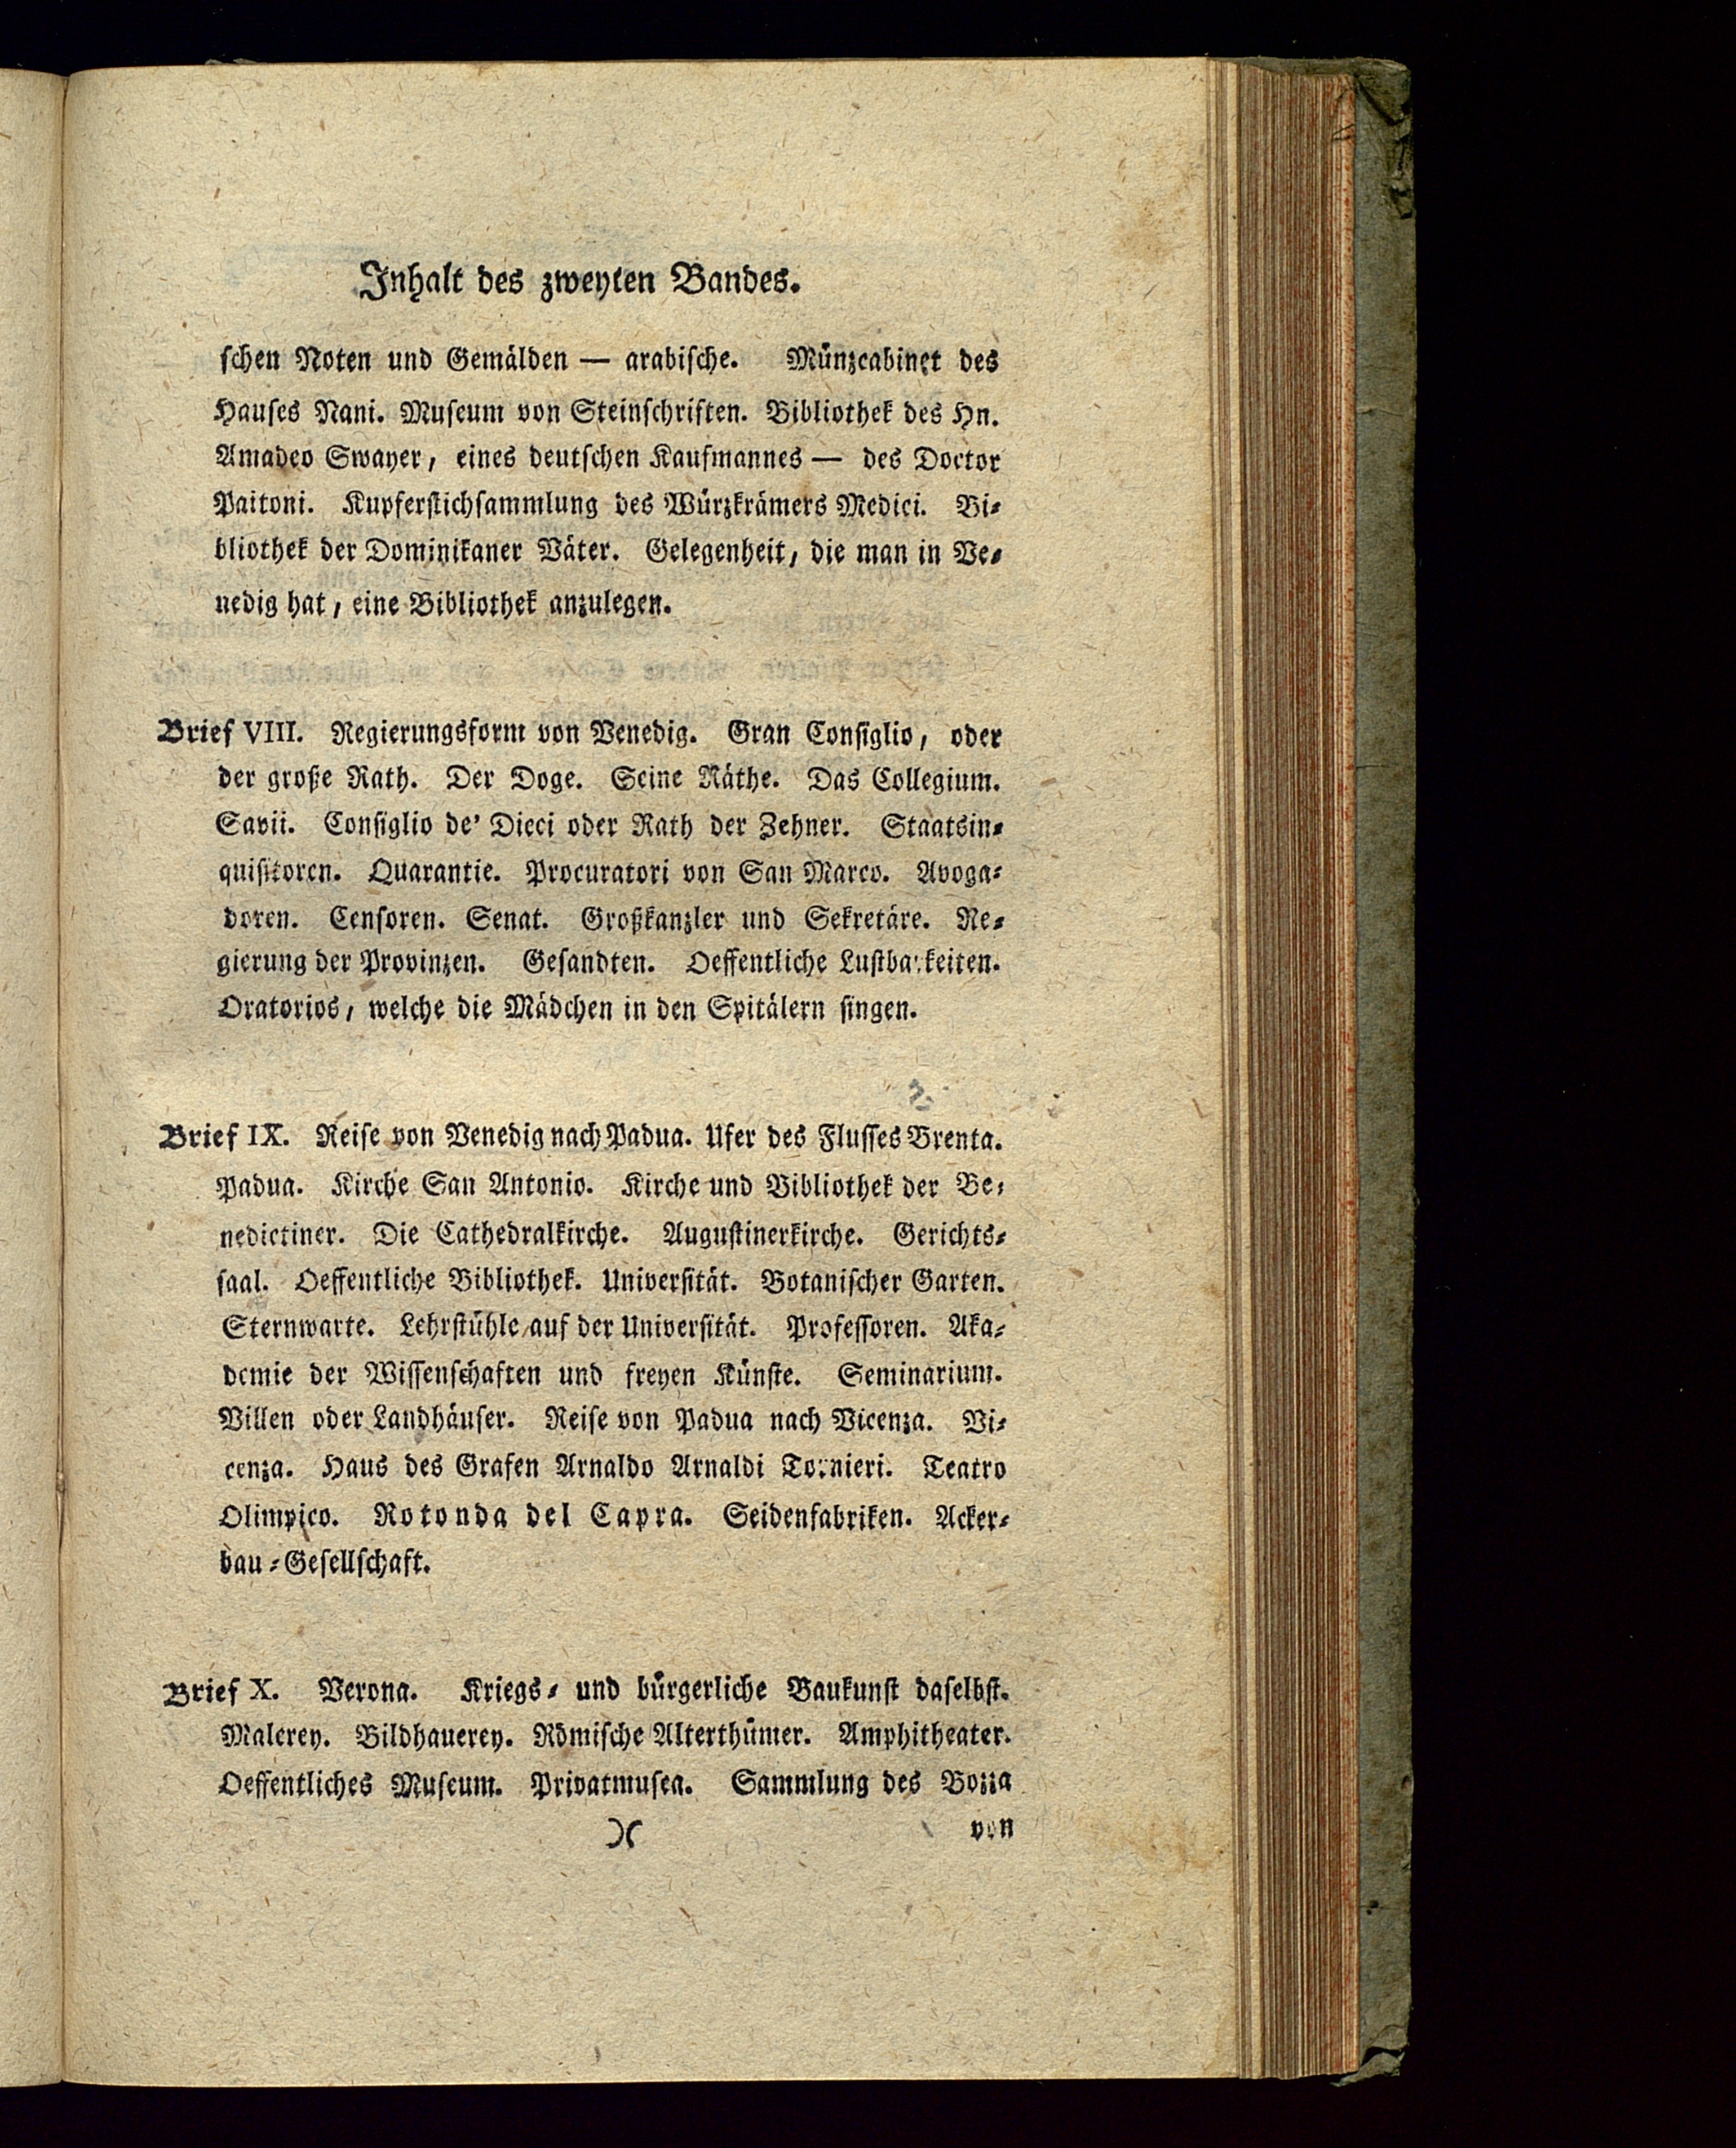 Inhalt des zweyten Bandes.
schen Noten und Gemälden — arabische. Münzcabinet des
Hauses Nani. Museum von Steinschriften. Bibliothek des Hn.
Amadeo Swayer, eines deutschen Kaufmannes — des Doctor
Paitoni. Kupferstichsammlung des Würzkrämers Medici. Bi-
bliothek der Dominikaner Väter. Gelegenheit, die man in Ve-
nedig hat, eine Bibliothek anzulegen.
Brief VIII. Regierungsform von Venedig. Gran Consiglio, oder
der große Rath. Der Doge. Seine Räthe. Das Collegium.
Savii. Consiglio de' Dieci oder Rath der Zehner. Staatsin-
quisitoren. Quarantie. Procuratori von San Marco. Avoga-
doren. Censoren. Senat. Großkanzler und Sekretäre. Re-
gierung der Provinzen. Gesandten. Oeffentliche Lustbarkeiten.
Oratorios, welche die Mädchen in den Spitälern singen.
Brief IX. Reise von Venedig nach Padua. Ufer des Flusses Brenta.
Padua. Kirche San Antonio. Kirche und Bibliothek der Be-
nedictiner. Die Cathedralkirche. Augustinerkirche. Gerichts-
saal. Oeffentliche Bibliothek. Universität. Botanischer Garten.
Sternwarte. Lehrstühle auf der Universität. Professoren. Aka-
demie der Wissenschaften und freyen Künste. Seminarium.
Villen oder Landhäuser. Reise von Padua nach Vicenza. Vi-
cenza. Haus des Grafen Arnaldo Arnaldi Tornieri. Teatro
Olimpico. Rotonda del Capra. Seidenfabriken. Acker-
bau-Gesellschaft.
Brief X. Verona. Kriegs- und bürgerliche Baukunst daselbst.
Malerey. Bildhauerey. Römische Alterthümer. Amphitheater.
Oeffentliches Museum. Privatmusea. Sammlung des Bozza
)( von